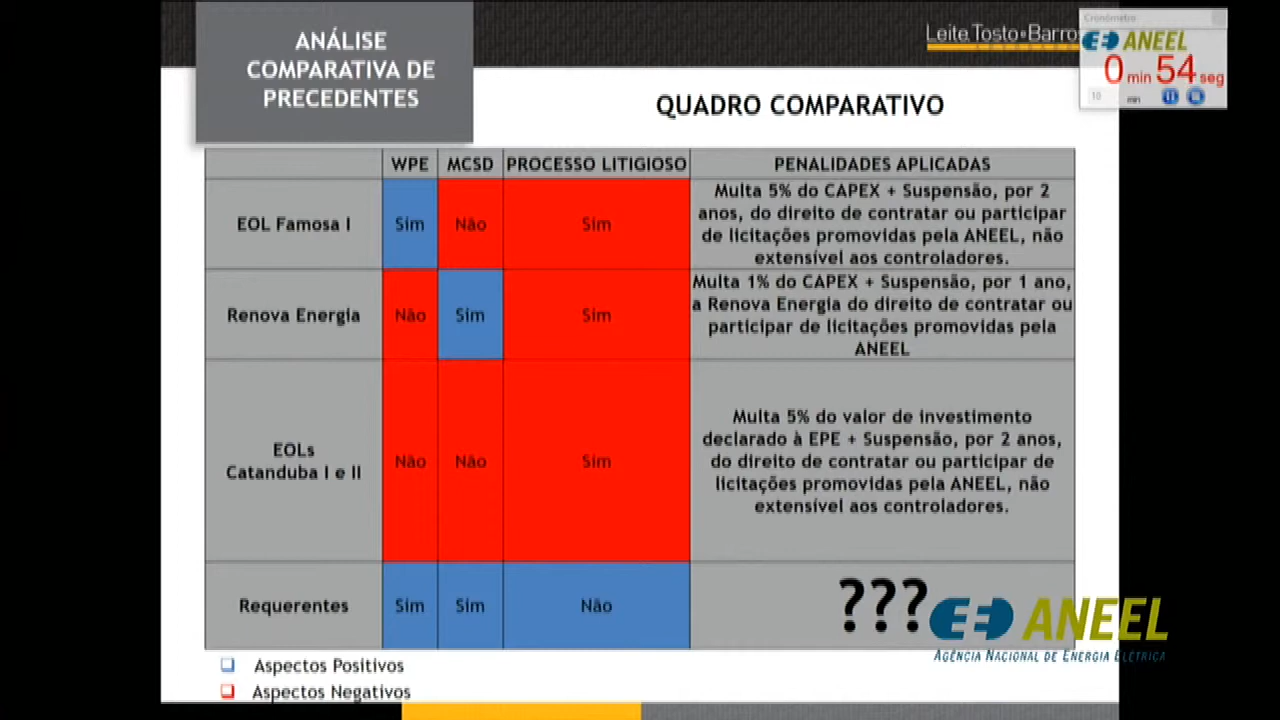 ANÁLISE
COMPARATIVA DE
PRECEDENTES
Leite,Tosto e Barros
Cronômetro
ANEEL
0 min 54 seg
10 min
QUADRO COMPARATIVO
WPE MCSD PROCESSO LITIGIOSO PENALIDADES APLICADAS
EOL Famosa I Sim Não Sim
Multa 5% do CAPEX + Suspensão, por 2
anos, do direito de contratar ou participar
de licitações promovidas pela ANEEL, não
extensível aos controladores.
Renova Energia Não Sim Sim
Multa 1% do CAPEX + Suspensão, por 1 ano,
a Renova Energia do direito de contratar ou
participar de licitações promovidas pela
ANEEL
EOLs
Catanduba I e II Não Não Sim
Multa 5% do valor de investimento
declarado à EPE + Suspensão, por 2 anos,
do direito de contratar ou participar de
licitações promovidas pela ANEEL, não
extensível aos controladores.
Requerentes Sim Sim Não ???
ANEEL
AGÊNCIA NACIONAL DE ENERGIA ELÉTRICA
Aspectos Positivos
Aspectos Negativos